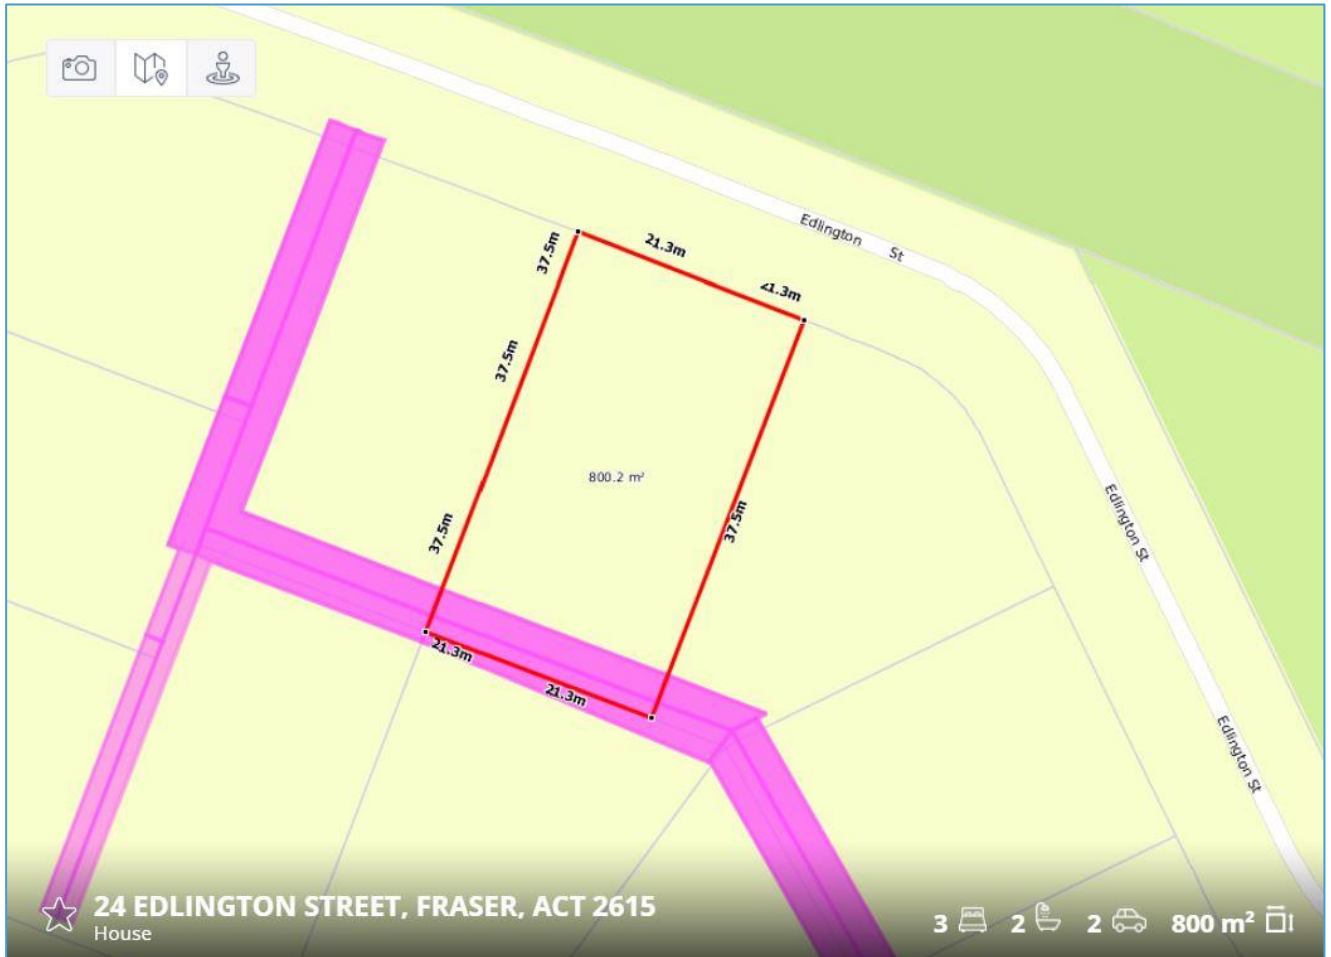 Edlington St
37.5m
21.3m
21.3m
37.5m
800.2 m²
37.5m
37.5m
Edlington St
21.3m
21.3m
Edlington St
24 EDLINGTON STREET, FRASER, ACT 2615
House
3 2 2 800 m²